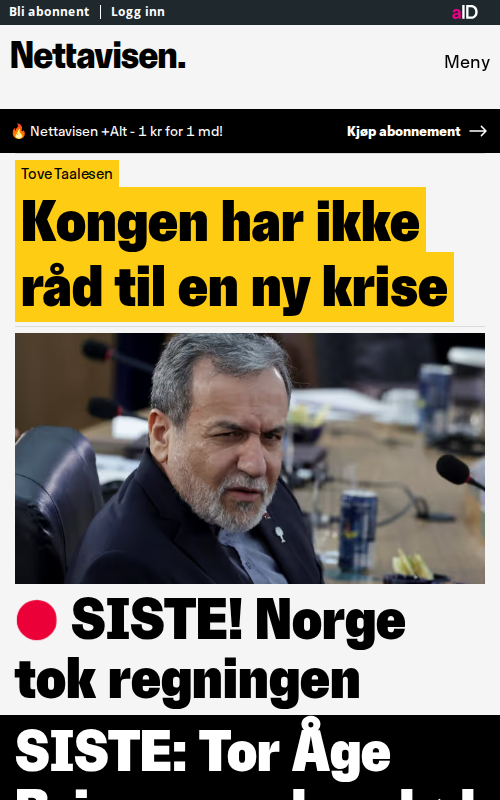 Bli abonnent | Logg inn
aID
Nettavisen.
Meny
🔥 Nettavisen +Alt - 1 kr for 1 md!
Kjøp abonnement →
Tove Taalesen
Kongen har ikke
råd til en ny krise
SISTE! Norge
tok regningen
SISTE: Tor Åge